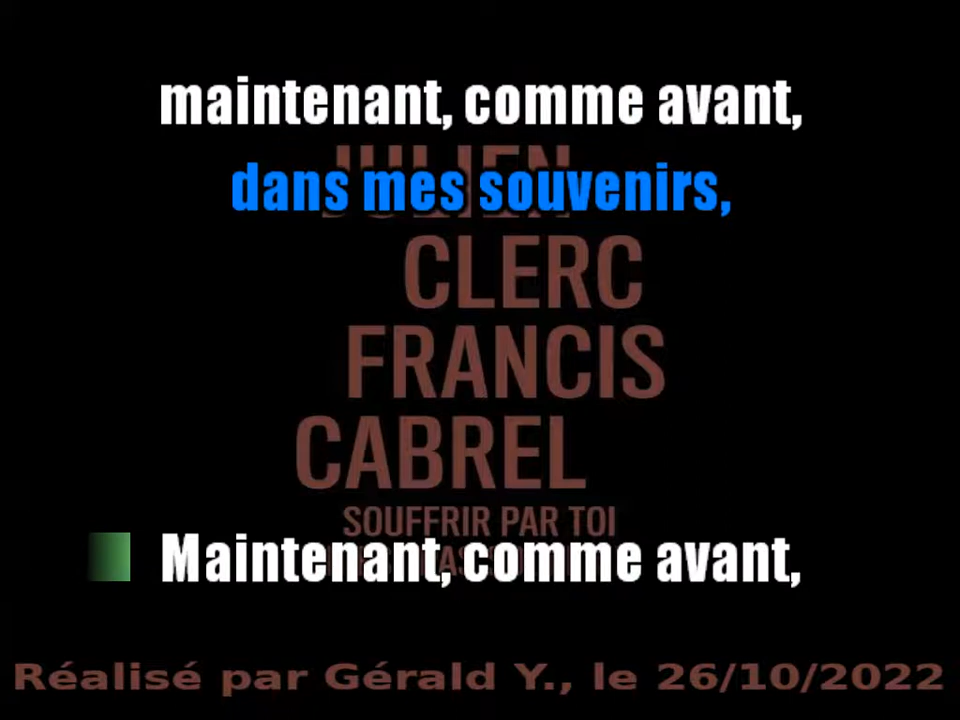 maintenant, comme avant,
JULIEN
dans mes souvenirs,
CLERC
FRANCIS
CABREL
SOUFFRIR PAR TOI
Maintenant, comme avant,
Réalisé par Gérald Y., le 26/10/2022